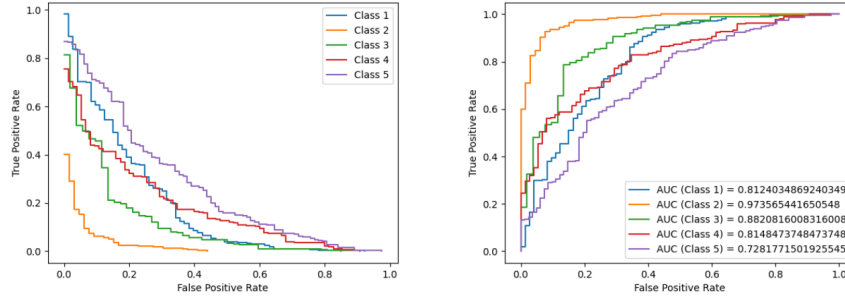 1.0
0.8
0.6
0.4
0.2
0.0
True Positive Rate
0.0 0.2 0.4 0.6 0.8 1.0
False Positive Rate
Class 1
Class 2
Class 3
Class 4
Class 5
1.0
0.8
0.6
0.4
0.2
0.0
True Positive Rate
0.0 0.2 0.4 0.6 0.8 1.0
False Positive Rate
AUC (Class 1) = 0.8124034869240349
AUC (Class 2) = 0.973565441650548
AUC (Class 3) = 0.8820816008316008
AUC (Class 4) = 0.8148473748473748
AUC (Class 5) = 0.7281771501925545